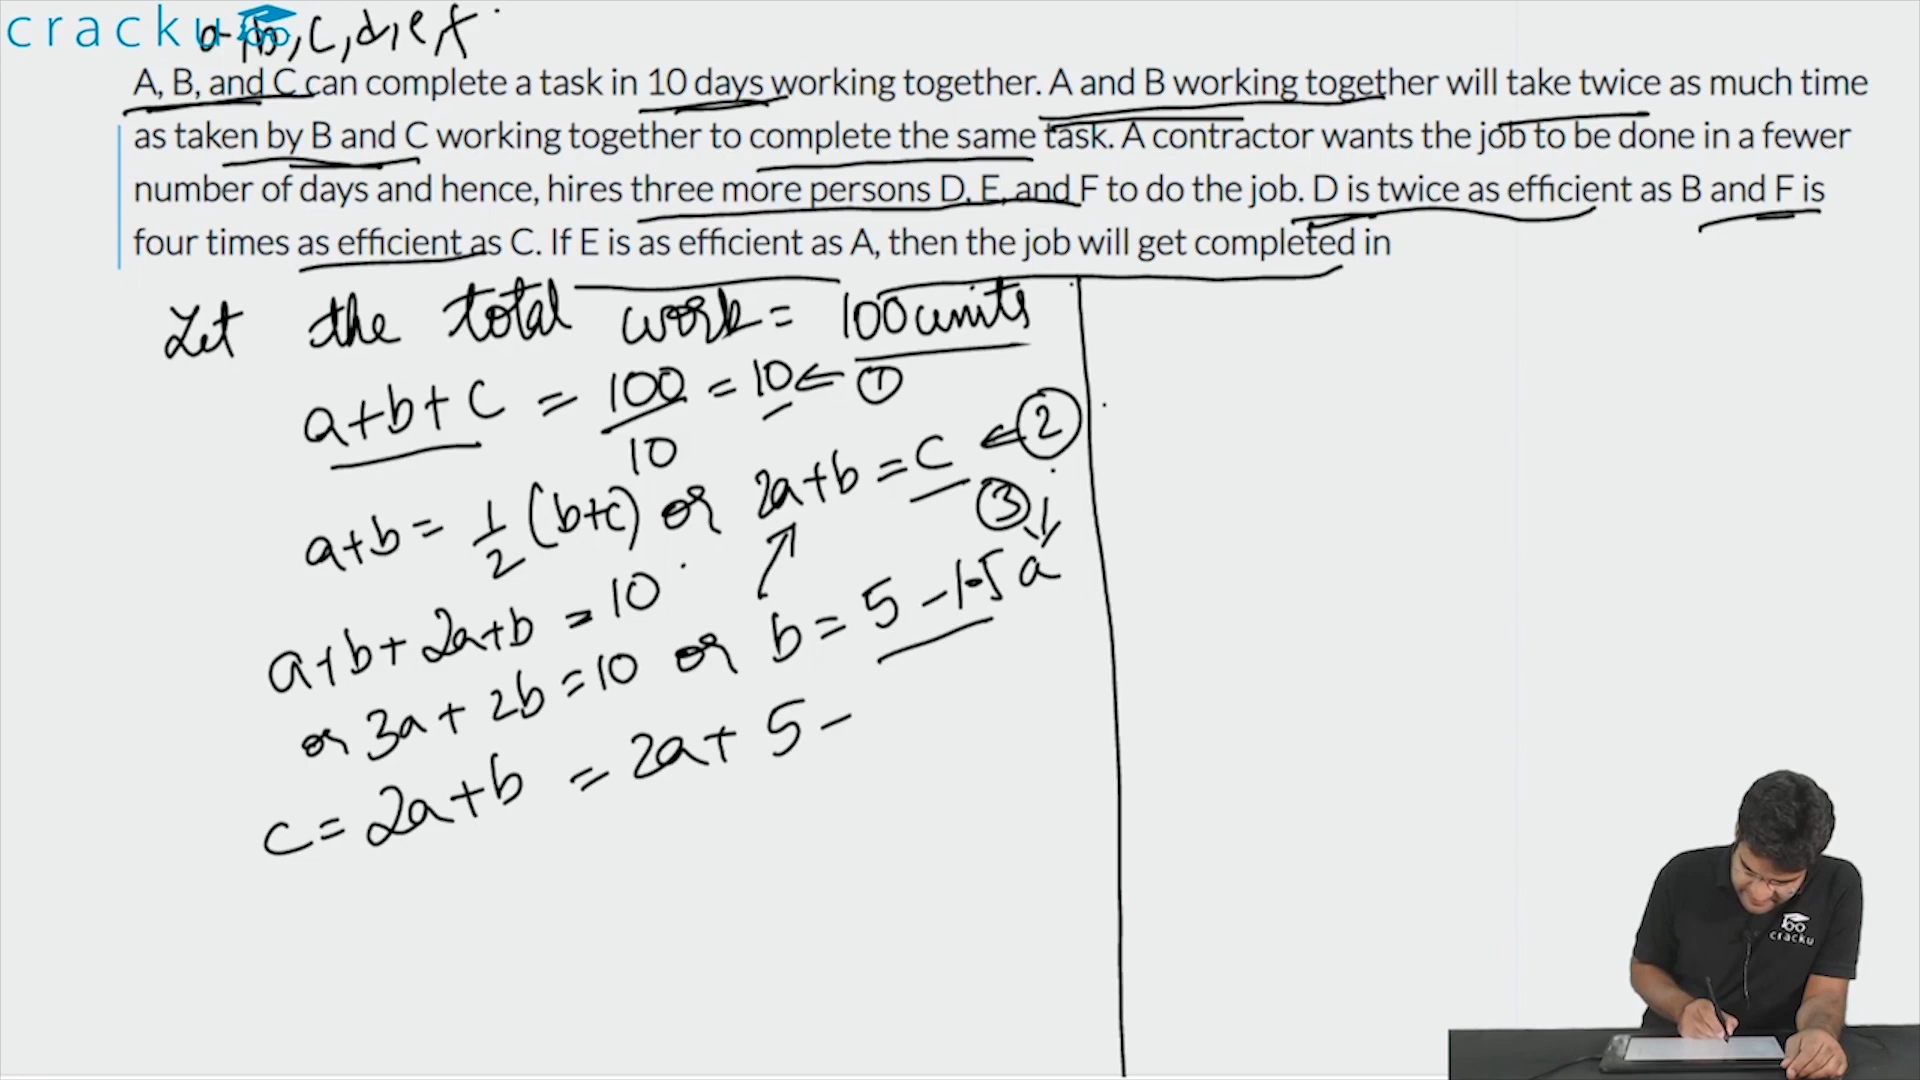 cracku
a, b, c, d, e, f
A, B, and C can complete a task in 10 days working together. A and B working together will take twice as much time
as taken by B and C working together to complete the same task. A contractor wants the job to be done in a fewer
number of days and hence, hires three more persons D, E, and F to do the job. D is twice as efficient as B and F is
four times as efficient as C. If E is as efficient as A, then the job will get completed in
Let the total work = 100 units
a+b+c = 100/10 = 10 ← ①
a+b = 1/2 (b+c) or 2a+b = c ← ②
a+b+2a+b = 10
③ ↓
or 3a+2b = 10 or b = 5-1.5a
c = 2a+b = 2a+5-
cracku